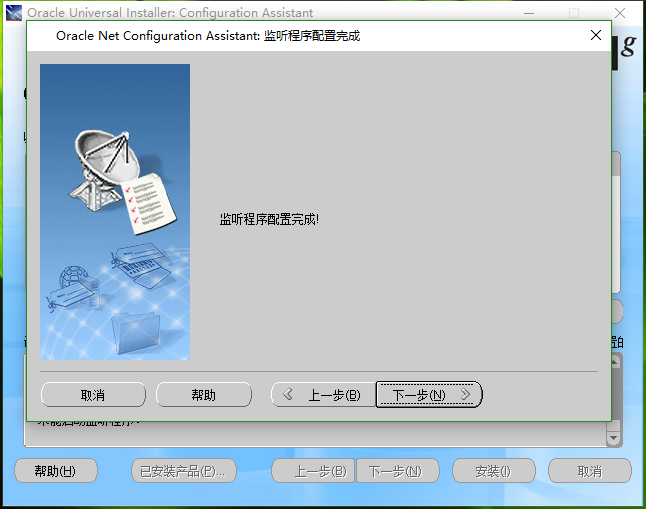 Oracle Universal Installer: Configuration Assistant
Oracle Net Configuration Assistant: 监听程序配置完成
g
监听程序配置完成!
取消
帮助
上一步(B)
下一步(N)
帮助(H)
已安装产品(P)...
上一步(B)
下一步(N)
安装(I)
取消